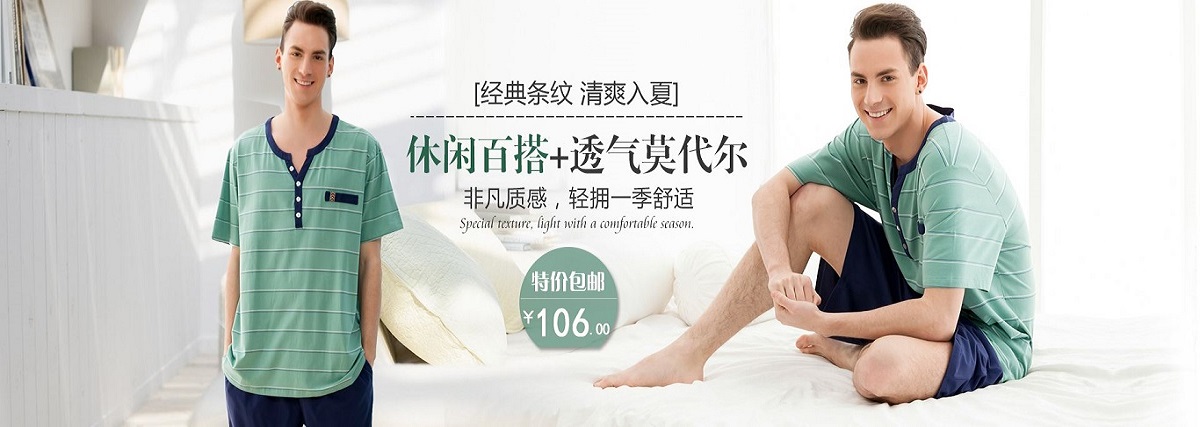 [经典条纹 清爽入夏]
休闲百搭+透气莫代尔
非凡质感，轻拥一季舒适
Special texture, light with a comfortable season.
特价包邮
¥106.00